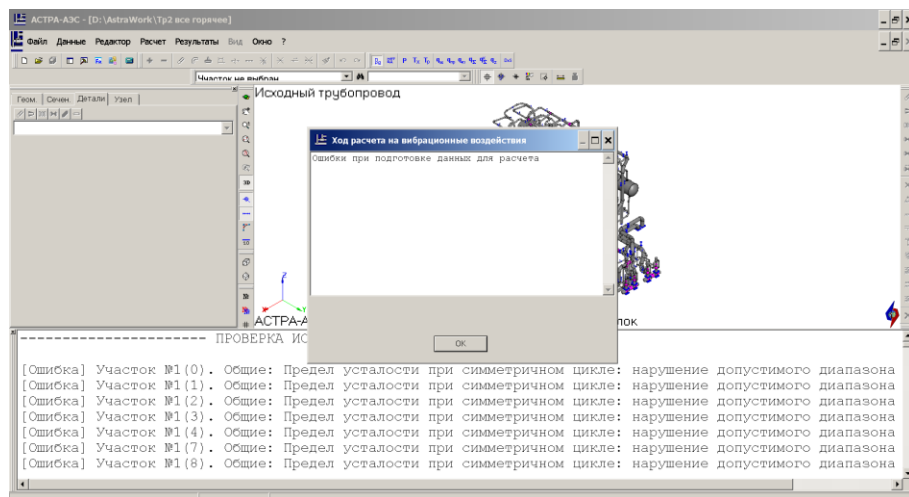 АСТРА-АЭС - [D:\AstraWork\Тр2 все горячее]
Файл Данные Редактор Расчет Результаты Вид Окно ?
Участок не выбран
Геом. Сечен. Детали Узел
Исходный трубопровод
Ход расчета на вибрационные воздействия
Ошибки при подготовке данных для расчета
OK
Z
X
Y
АСТРА-А
лок
---------------------- ПРОВЕРКА ИС
[Ошибка] Участок №1(0). Общие: Предел усталости при симметричном цикле: нарушение допустимого диапазона
[Ошибка] Участок №1(1). Общие: Предел усталости при симметричном цикле: нарушение допустимого диапазона
[Ошибка] Участок №1(2). Общие: Предел усталости при симметричном цикле: нарушение допустимого диапазона
[Ошибка] Участок №1(3). Общие: Предел усталости при симметричном цикле: нарушение допустимого диапазона
[Ошибка] Участок №1(4). Общие: Предел усталости при симметричном цикле: нарушение допустимого диапазона
[Ошибка] Участок №1(7). Общие: Предел усталости при симметричном цикле: нарушение допустимого диапазона
[Ошибка] Участок №1(8). Общие: Предел усталости при симметричном цикле: нарушение допустимого диапазона